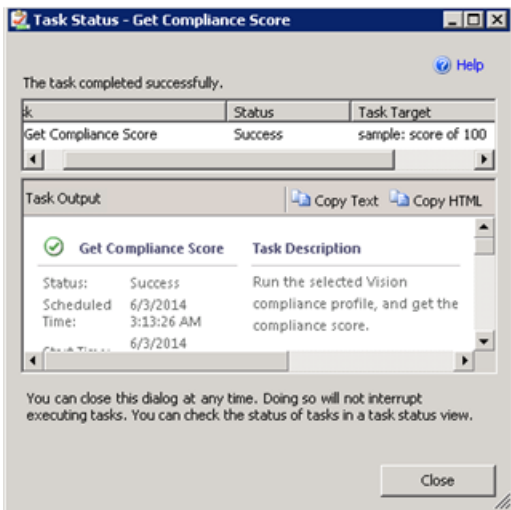 Task Status - Get Compliance Score
Help
The task completed successfully.
k Status Task Target
Get Compliance Score Success sample: score of 100
Task Output Copy Text Copy HTML
Get Compliance Score Task Description
Status: Success Run the selected Vision
Scheduled 6/3/2014 compliance profile, and get the
Time: 3:13:26 AM compliance score.
6/3/2014
You can close this dialog at any time. Doing so will not interrupt
executing tasks. You can check the status of tasks in a task status view.
Close